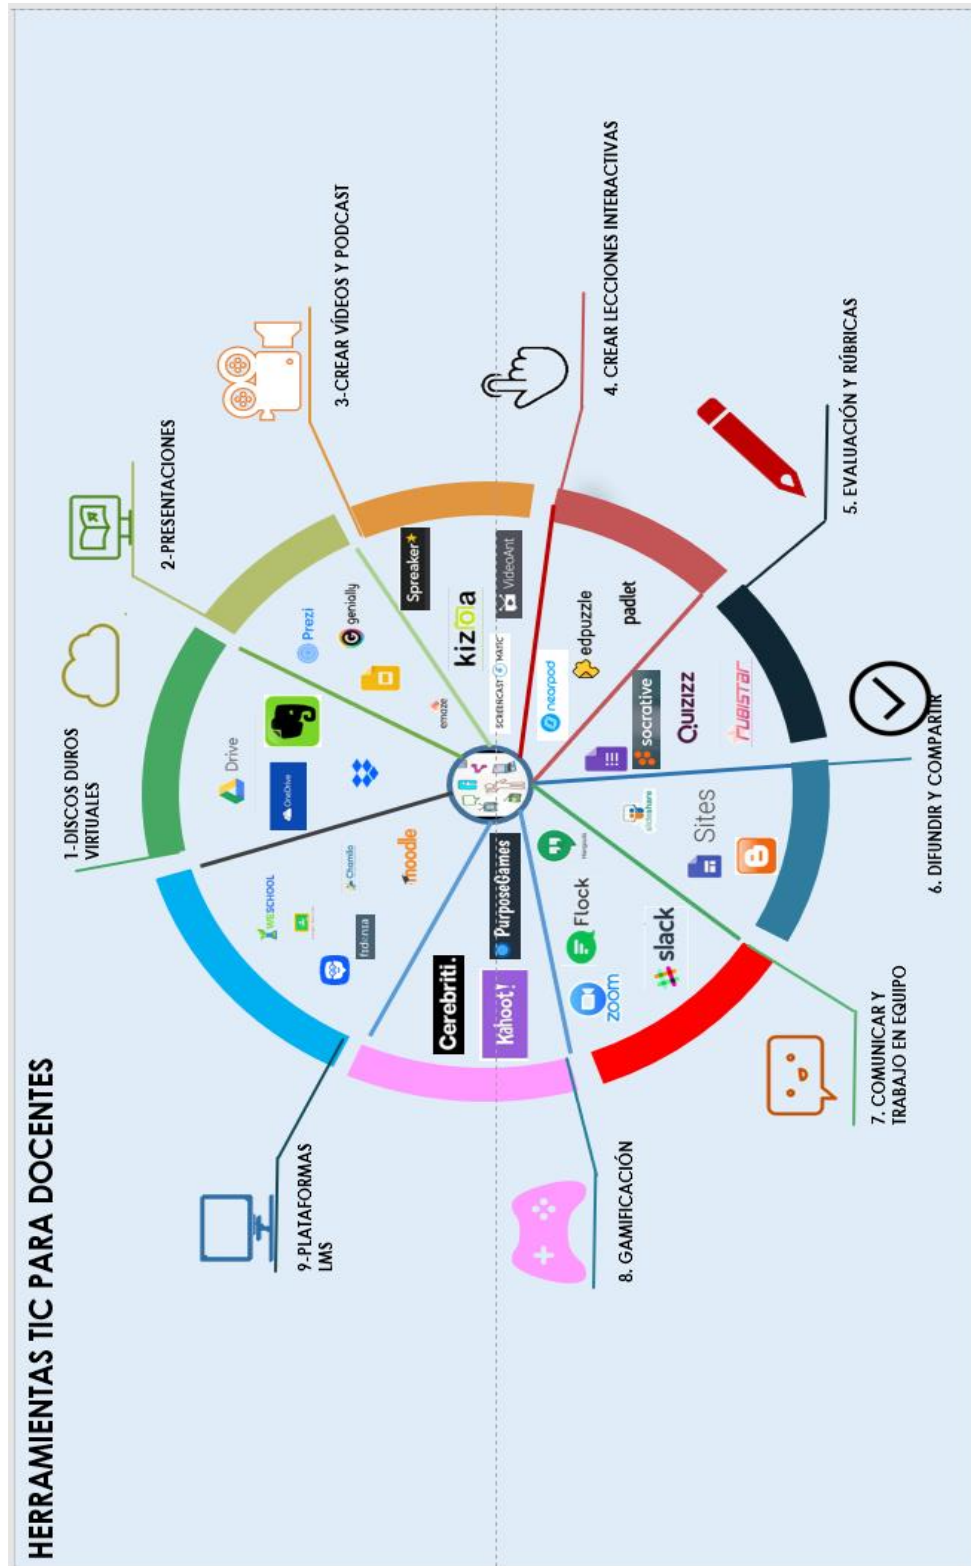 HERRAMIENTAS TIC PARA DOCENTES
1-DISCOS DUROS
VIRTUALES
Drive
OneDrive
2-PRESENTACIONES
Prezi
genially
emaze
3-CREAR VÍDEOS Y PODCAST
Spreaker
kizoa
VideoAnt
SCREENCAST MATIC
4. CREAR LECCIONES INTERACTIVAS
nearpod
edpuzzle
padlet
5. EVALUACIÓN Y RÚBRICAS
socrative
Quizizz
RUBISTAR
6. DIFUNDIR Y COMPARTIR
slideshare
Sites
7. COMUNICAR Y
TRABAJO EN EQUIPO
Hangouts
Flock
zoom
slack
8. GAMIFICACIÓN
PurposeGames
Kahoot!
Cerebriti.
9-PLATAFORMAS
LMS
WESCHOOL
Chamilo
fidenia
moodle